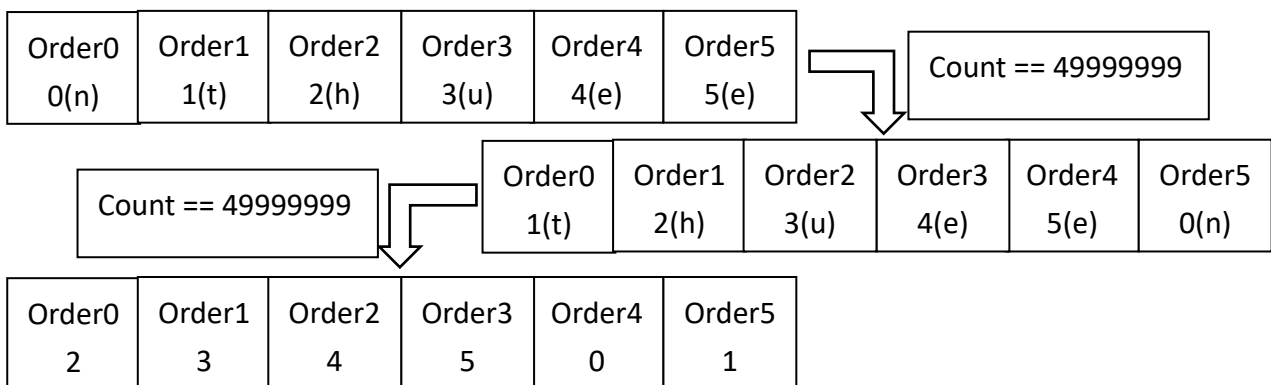 Order0 Order1 Order2 Order3 Order4 Order5
0(n) 1(t) 2(h) 3(u) 4(e) 5(e)
Count == 49999999
Order0 Order1 Order2 Order3 Order4 Order5
1(t) 2(h) 3(u) 4(e) 5(e) 0(n)
Count == 49999999
Order0 Order1 Order2 Order3 Order4 Order5
2 3 4 5 0 1